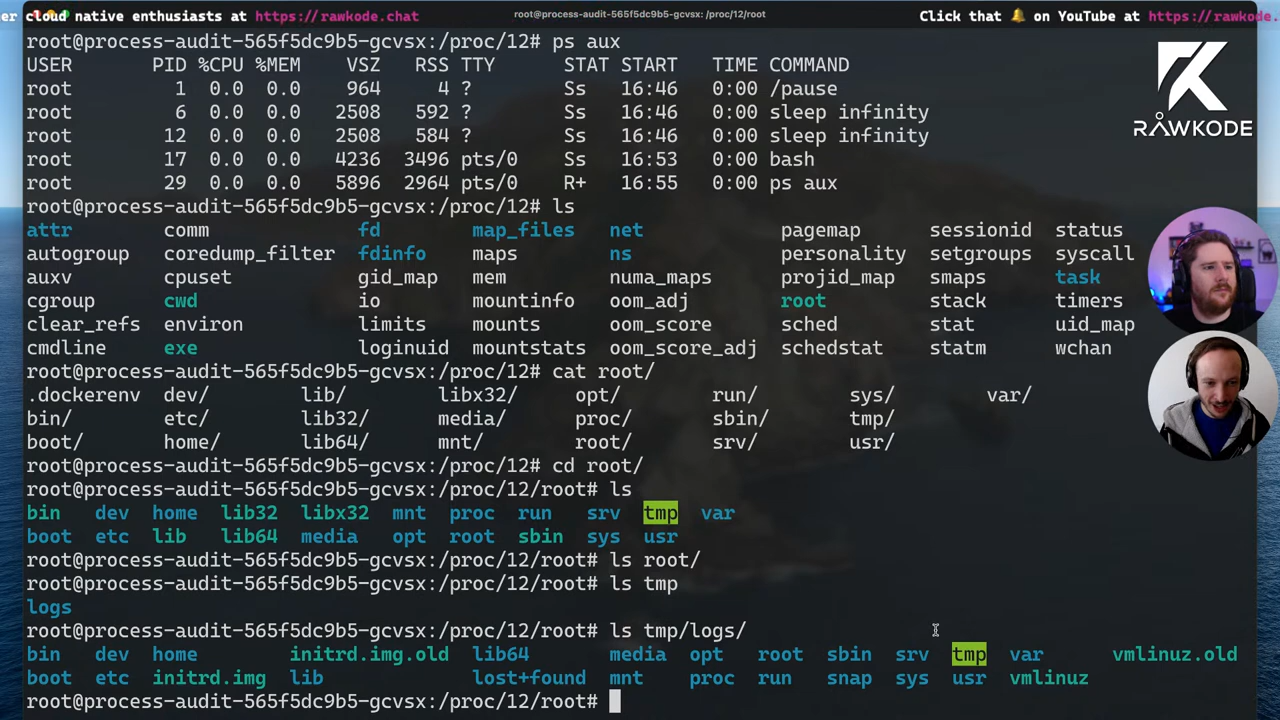 er cloud native enthusiasts at https://rawkode.chat
root@process-audit-565f5dc9b5-gcvsx: /proc/12/root
Click that 🔔 on YouTube at https://rawkode.
RAWKODE
root@process-audit-565f5dc9b5-gcvsx:/proc/12# ps aux
USER PID %CPU %MEM VSZ RSS TTY STAT START TIME COMMAND
root 1 0.0 0.0 964 4 ? Ss 16:46 0:00 /pause
root 6 0.0 0.0 2508 592 ? Ss 16:46 0:00 sleep infinity
root 12 0.0 0.0 2508 584 ? Ss 16:46 0:00 sleep infinity
root 17 0.0 0.0 4236 3496 pts/0 Ss 16:53 0:00 bash
root 29 0.0 0.0 5896 2964 pts/0 R+ 16:55 0:00 ps aux
root@process-audit-565f5dc9b5-gcvsx:/proc/12# ls
attr comm fd map_files net pagemap sessionid status
autogroup coredump_filter fdinfo maps ns personality setgroups syscall
auxv cpuset gid_map mem numa_maps projid_map smaps task
cgroup cwd io mountinfo oom_adj root stack timers
clear_refs environ limits mounts oom_score sched stat uid_map
cmdline exe loginuid mountstats oom_score_adj schedstat statm wchan
root@process-audit-565f5dc9b5-gcvsx:/proc/12# cat root/
.dockerenv dev/ lib/ libx32/ opt/ run/ sys/ var/
bin/ etc/ lib32/ media/ proc/ sbin/ tmp/
boot/ home/ lib64/ mnt/ root/ srv/ usr/
root@process-audit-565f5dc9b5-gcvsx:/proc/12# cd root/
root@process-audit-565f5dc9b5-gcvsx:/proc/12/root# ls
bin dev home lib32 libx32 mnt proc run srv tmp var
boot etc lib lib64 media opt root sbin sys usr
root@process-audit-565f5dc9b5-gcvsx:/proc/12/root# ls root/
root@process-audit-565f5dc9b5-gcvsx:/proc/12/root# ls tmp
logs
root@process-audit-565f5dc9b5-gcvsx:/proc/12/root# ls tmp/logs/
bin dev home initrd.img.old lib64 media opt root sbin srv tmp var vmlinuz.old
boot etc initrd.img lib lost+found mnt proc run snap sys usr vmlinuz
root@process-audit-565f5dc9b5-gcvsx:/proc/12/root#